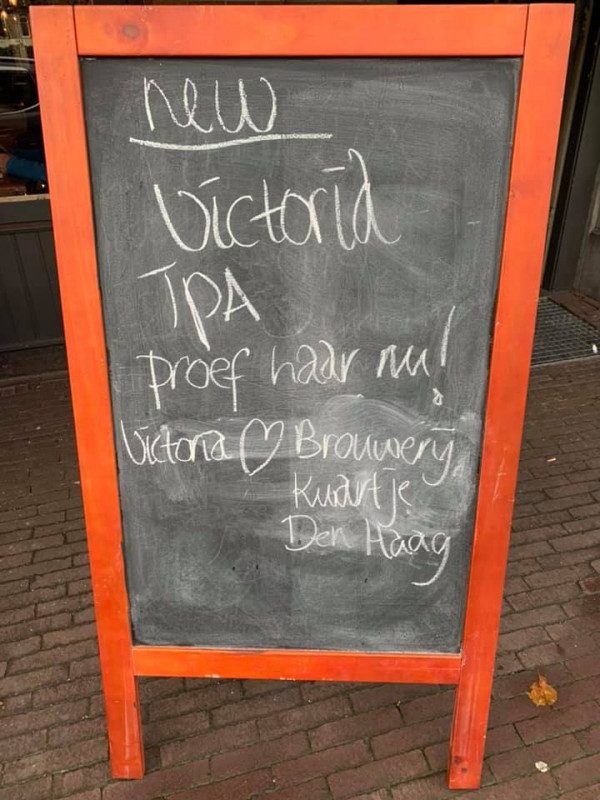 new
Victoria
IPA
proef haar nu!
Victoria ♡ Brouwerij
Kwartje
Den Haag